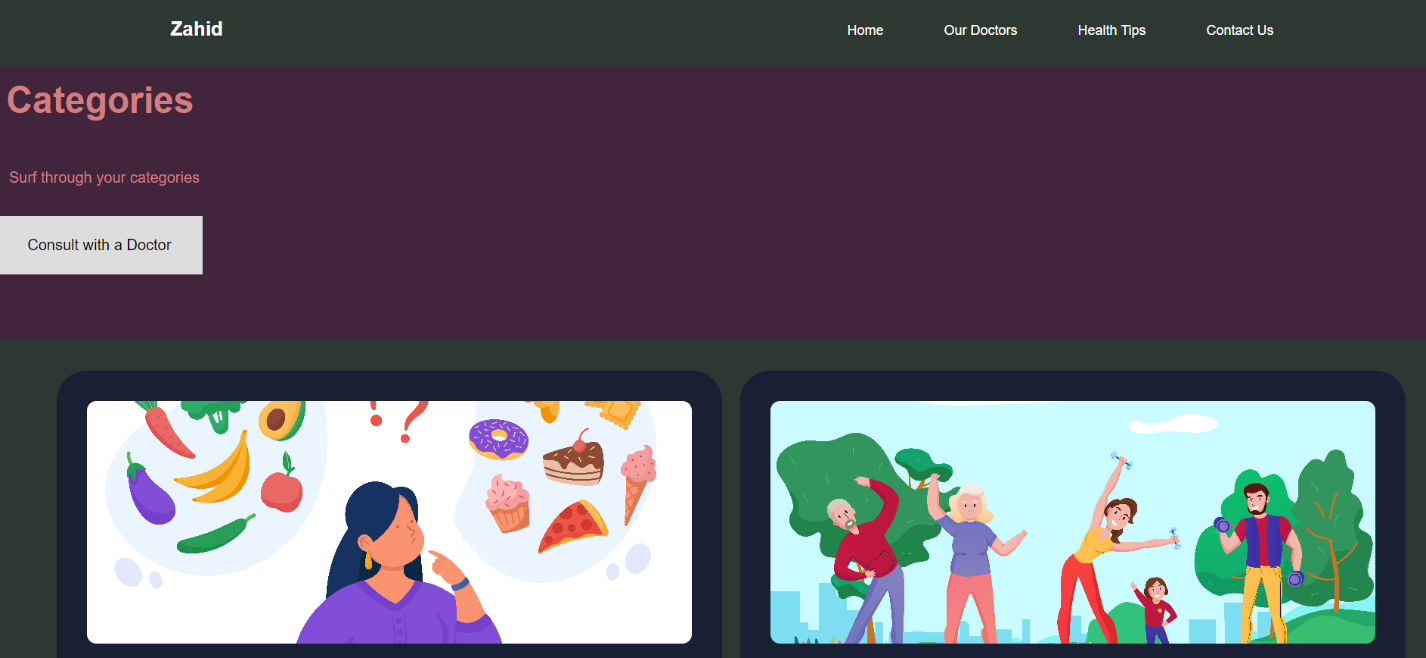 Zahid
Home Our Doctors Health Tips Contact Us
Categories
Surf through your categories
Consult with a Doctor